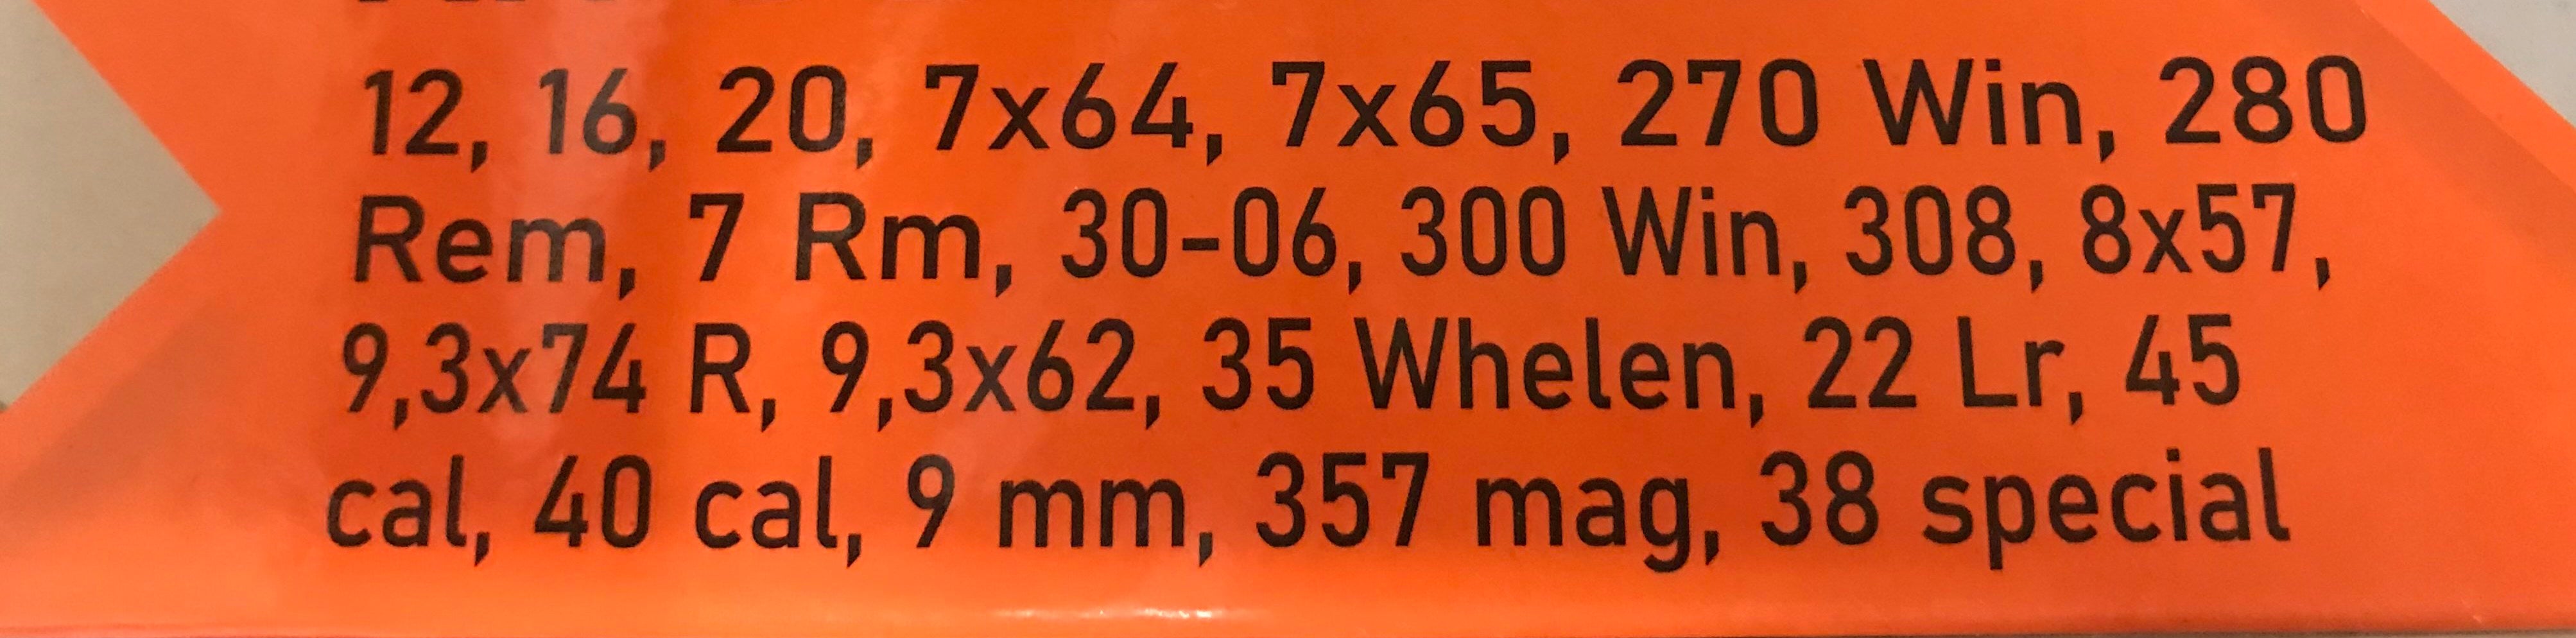 12, 16, 20, 7x64, 7x65, 270 Win, 280
Rem, 7 Rm, 30-06, 300 Win, 308, 8x57,
9,3x74 R, 9,3x62, 35 Whelen, 22 Lr, 45
cal, 40 cal, 9 mm, 357 mag, 38 special